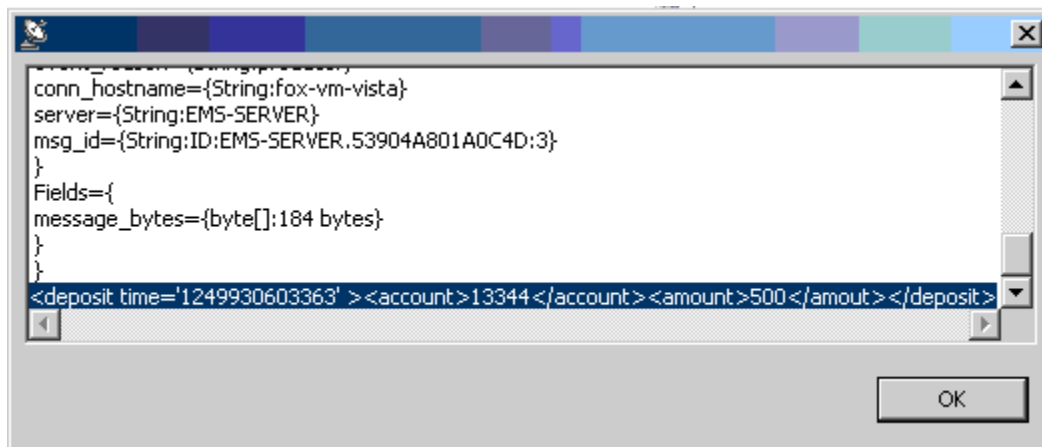 conn_hostname={String:fox-vm-vista}
server={String:EMS-SERVER}
msg_id={String:ID:EMS-SERVER.53904A801A0C4D:3}
}
Fields={
message_bytes={byte[]:184 bytes}
}
}
<deposit time='1249930603363' ><account>13344</account><amount>500</amout></deposit>
OK